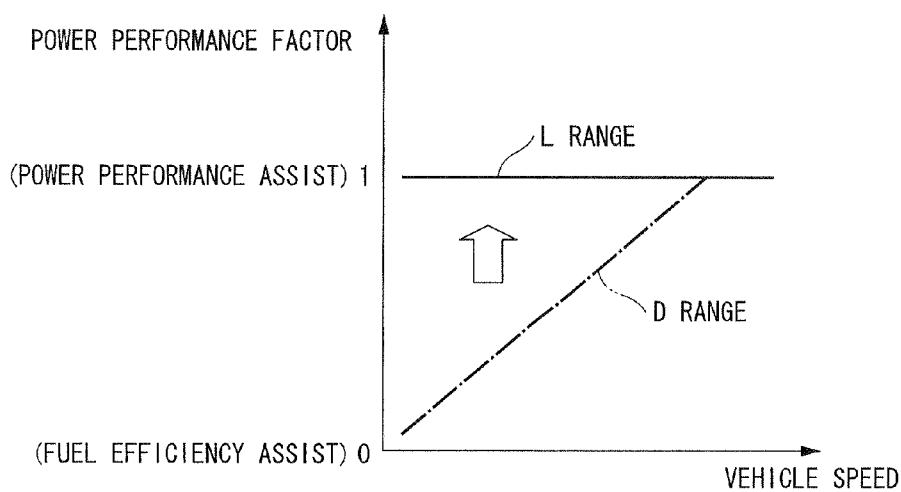 POWER PERFORMANCE FACTOR
L RANGE
(POWER PERFORMANCE ASSIST) 1
D RANGE
(FUEL EFFICIENCY ASSIST) 0
VEHICLE SPEED